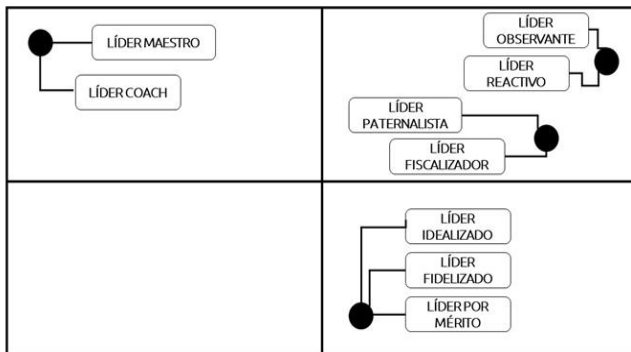 LÍDER MAESTRO
LÍDER COACH
LÍDER
OBSERVANTE
LÍDER
REACTIVO
LÍDER
PATERNALISTA
LÍDER
FISCALIZADOR
LÍDER
IDEALIZADO
LÍDER
FIDELIZADO
LÍDER POR
MÉRITO